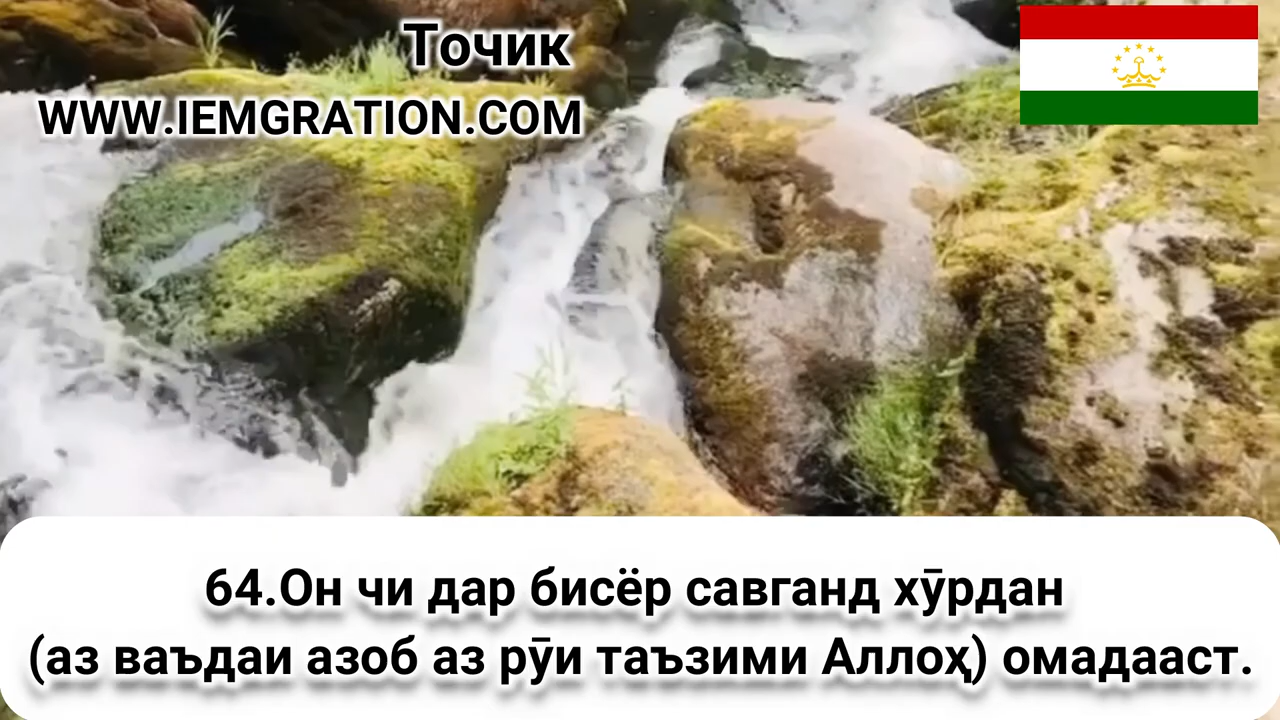 Точик
WWW.IEMGRATION.COM
64.Он чи дар бисёр савганд хӯрдан
(аз ваъдаи азоб аз рӯи таъзими Аллоҳ) омадааст.